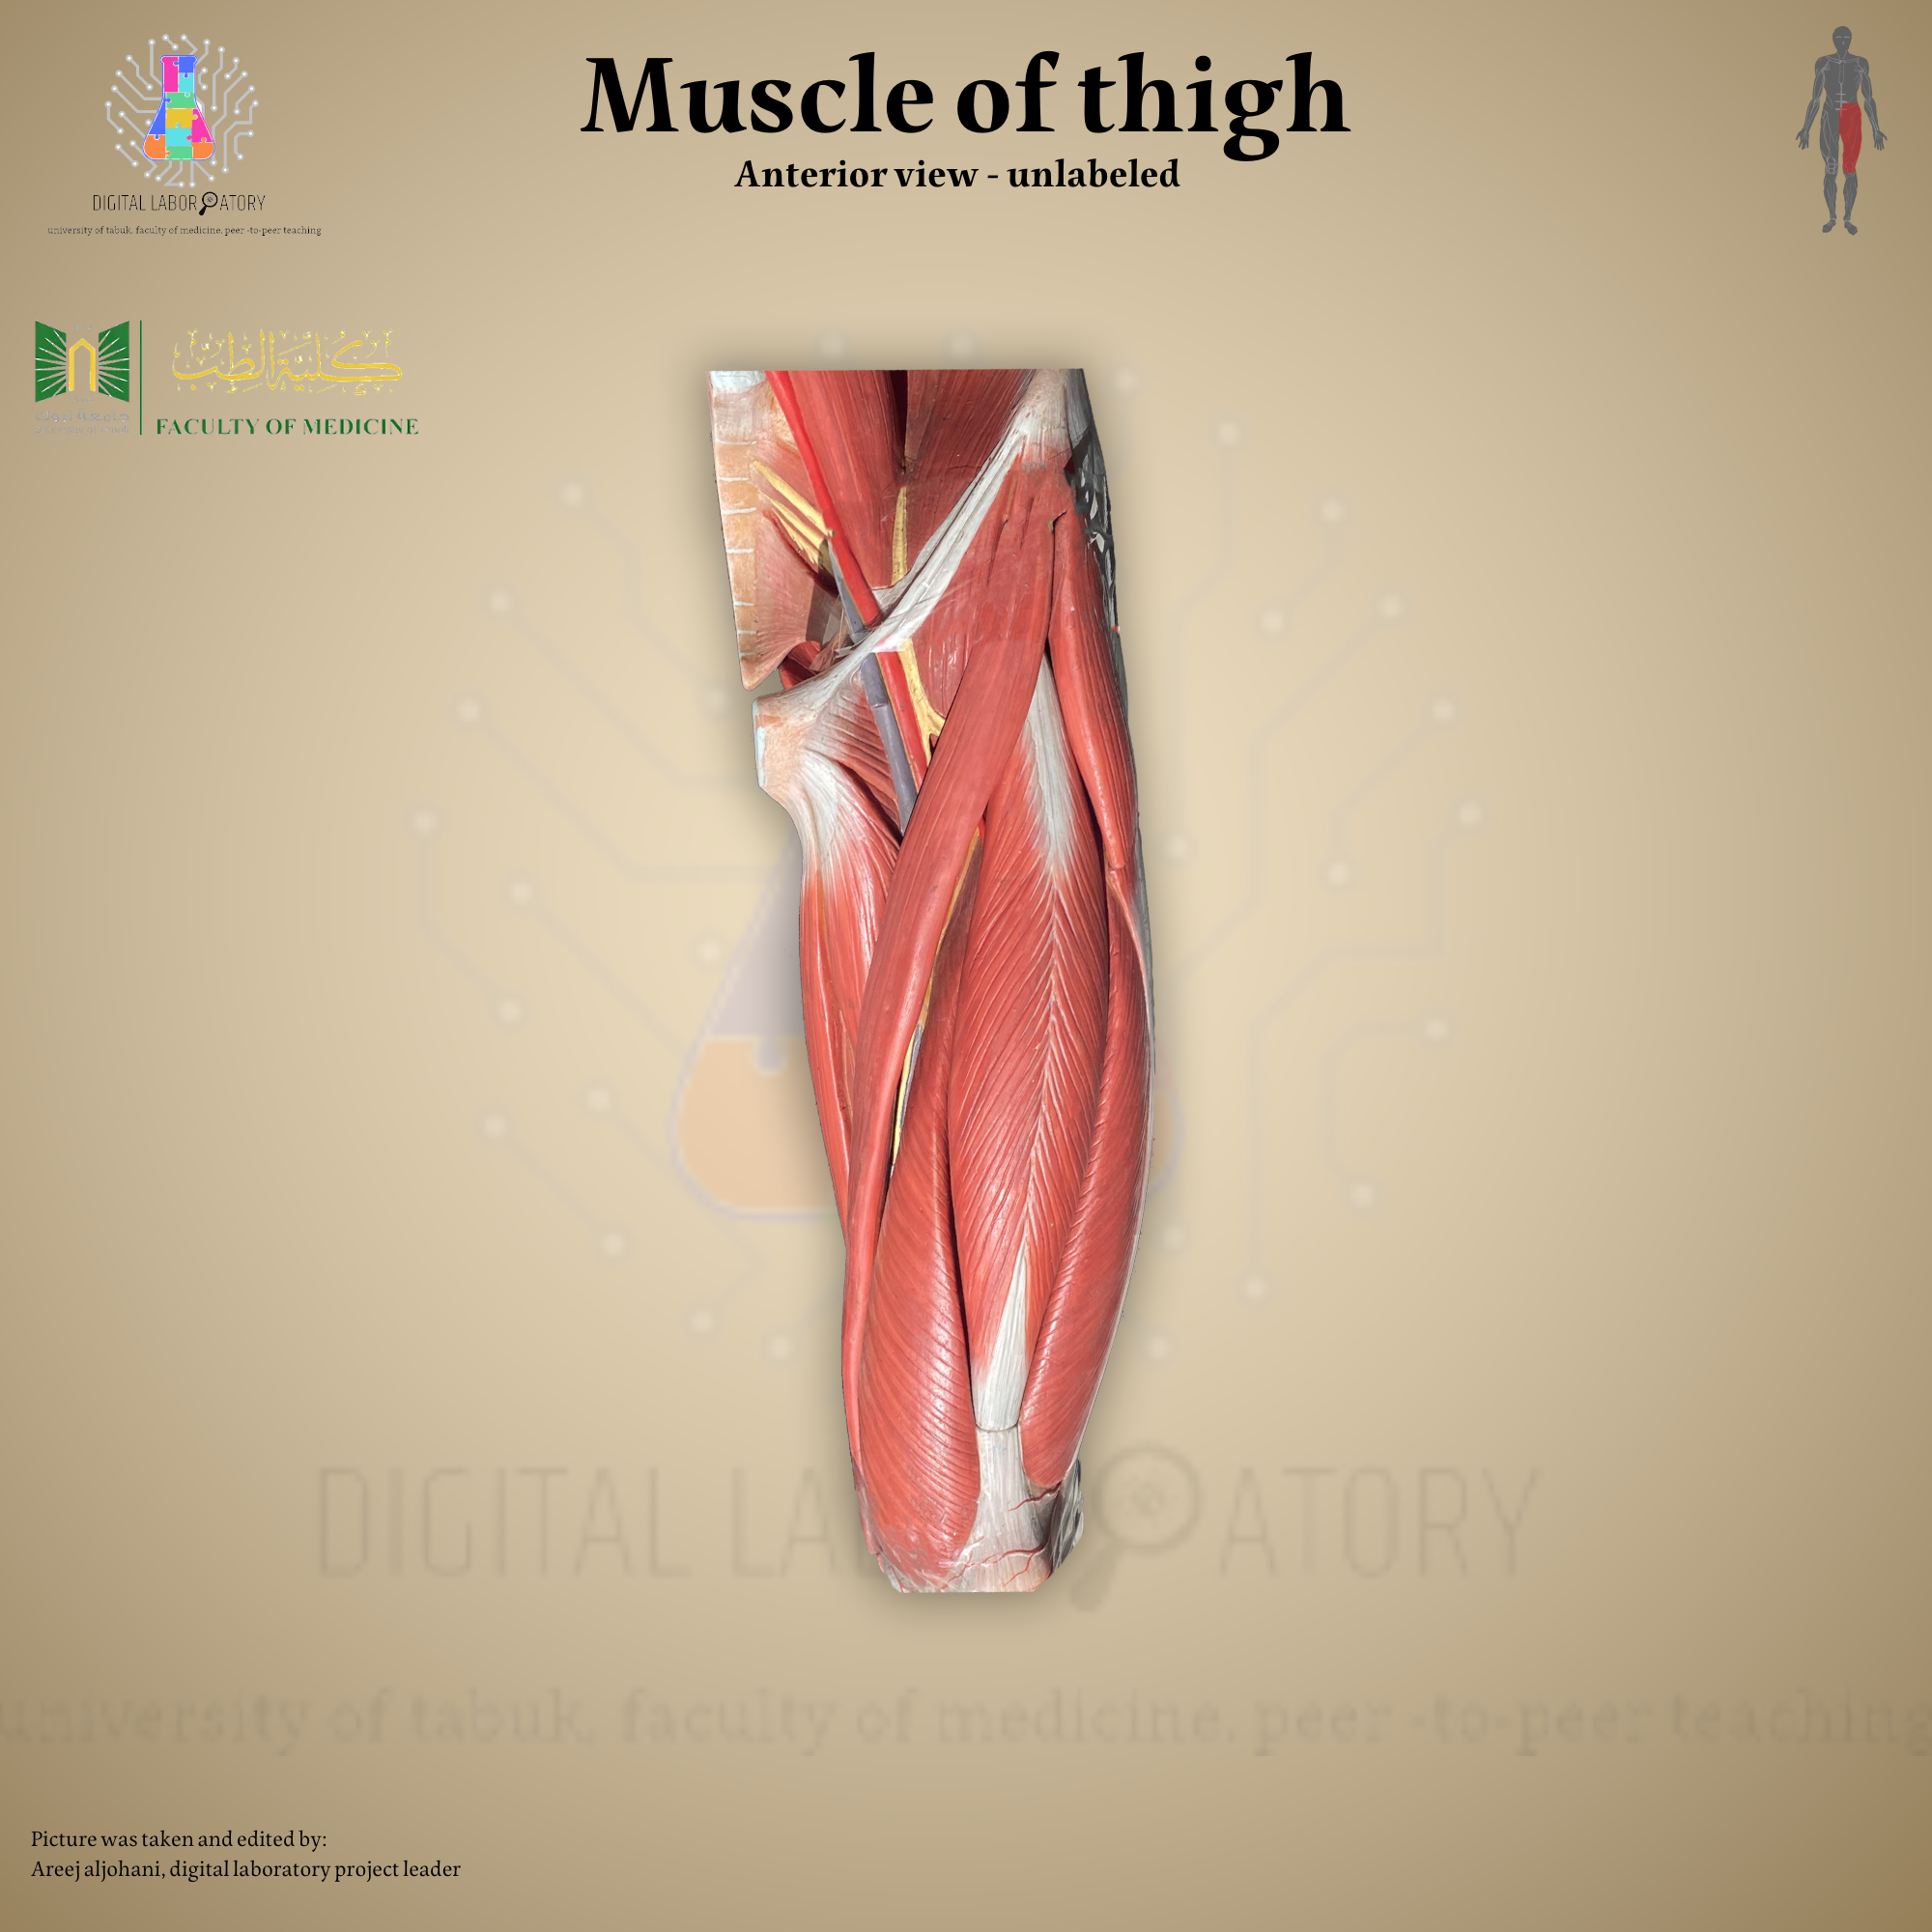 Muscle of thigh
Anterior view - unlabeled
DIGITAL LABORATORY
university of tabuk, faculty of medicine. peer -to-peer teaching
كلية الطب
جامعة تبوك
FACULTY OF MEDICINE
DIGITAL LABORATORY
university of tabuk, faculty of medicine. peer -to-peer teaching
Picture was taken and edited by:
Areej aljohani, digital laboratory project leader